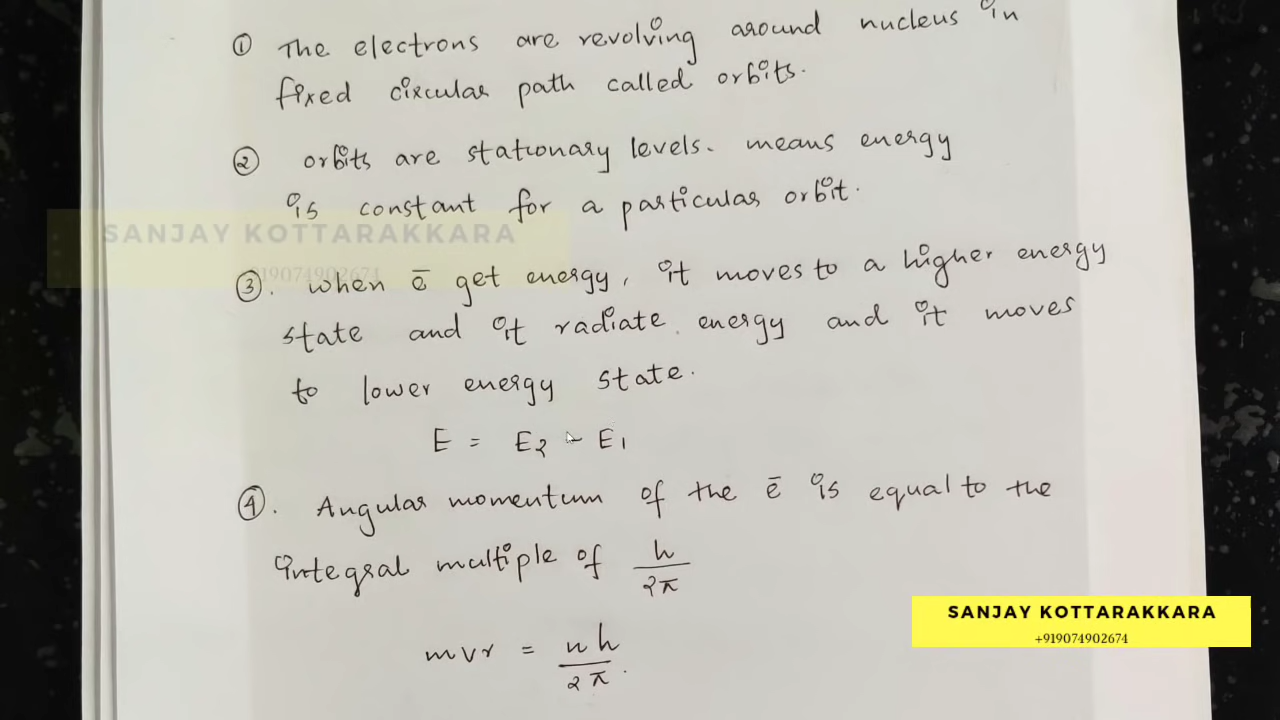 ① The electrons are revolving around nucleus in
fixed circular path called orbits.
② orbits are stationary levels. means energy
is constant for a particular orbit.
SANJAY KOTTARAKKARA
+919074902674
③. When ē get energy, it moves to a higher energy
state and it radiate energy and it moves
to lower energy state.
E = E2 - E1
④. Angular momentum of the ē is equal to the
integral multiple of h/2π
mvr = nh/2π.
SANJAY KOTTARAKKARA
+919074902674